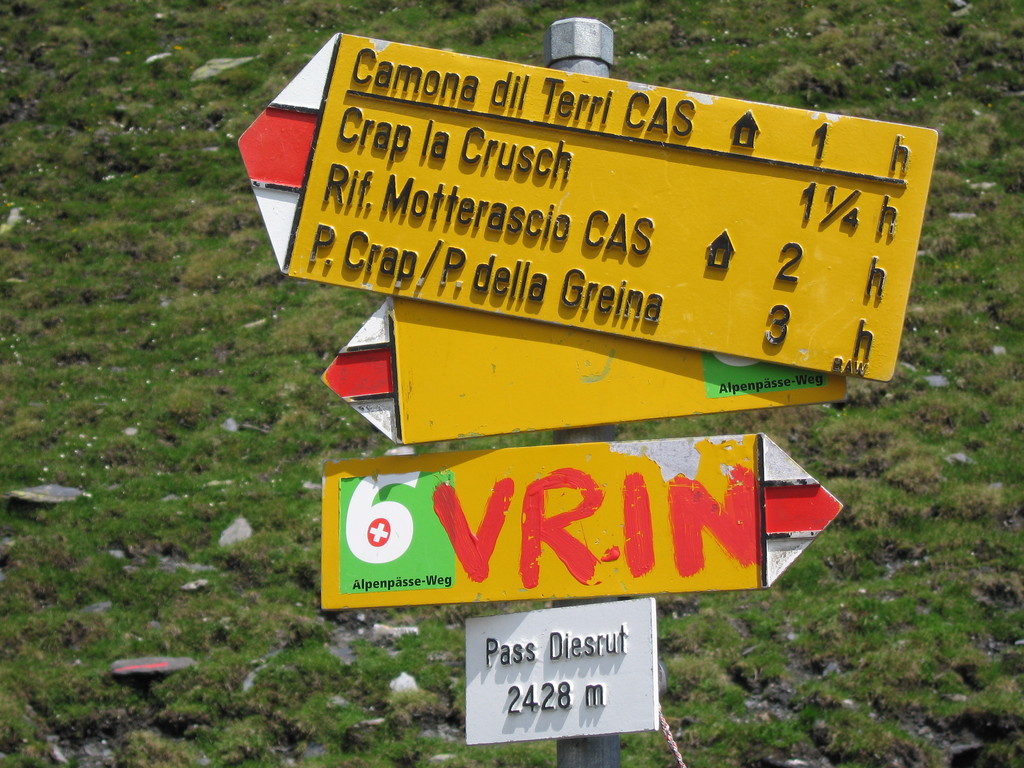 Camona dil Terri CAS 1 h
Crap la Crusch 1¼ h
Rif. Motterascio CAS 2 h
P. Crap/P. della Greina 3 h
BAW
Alpenpässe-Weg
6 VRIN
Alpenpässe-Weg
Pass Diesrut
2428 m